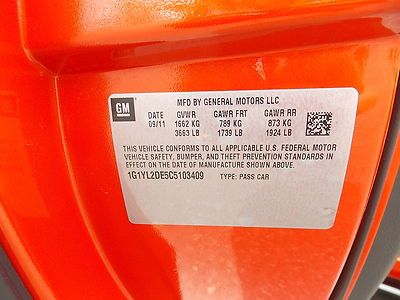 GM
MFD BY GENERAL MOTORS LLC
DATE GVWR GAWR FRT GAWR RR
09/11 1662 KG 789 KG 873 KG
3663 LB 1739 LB 1924 LB
THIS VEHICLE CONFORMS TO ALL APPLICABLE U.S. FEDERAL MOTOR
VEHICLE SAFETY, BUMPER, AND THEFT PREVENTION STANDARDS
IN EFFECT ON THE DATE OF MANUFACTURE SHOWN ABOVE.
1G1YL2DE5C5103409 TYPE: PASS CAR